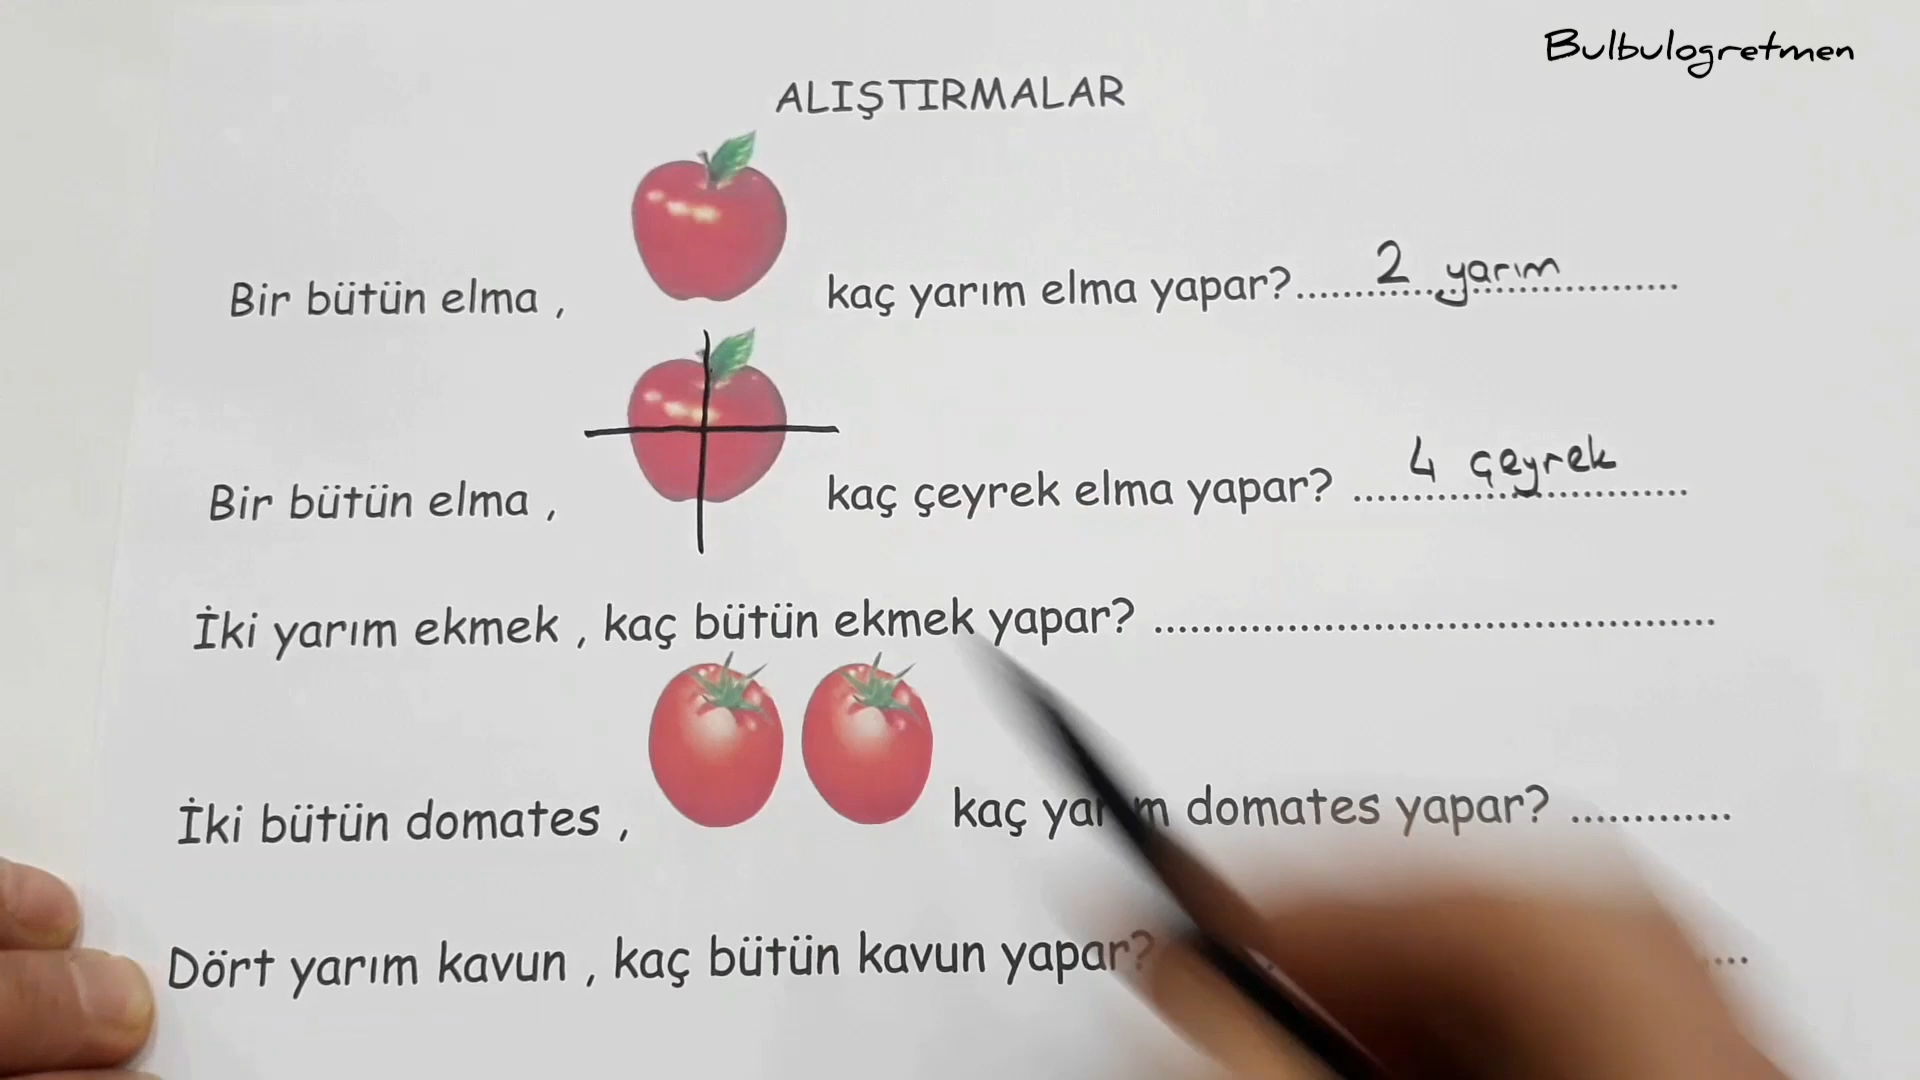 Bulbulogretmen
ALIŞTIRMALAR
Bir bütün elma , kaç yarım elma yapar?.................... 2 yarım
Bir bütün elma , kaç çeyrek elma yapar? .................... 4 çeyrek
İki yarım ekmek , kaç bütün ekmek yapar? ....................
İki bütün domates , kaç yarım domates yapar? .............
Dört yarım kavun , kaç bütün kavun yapar? ...